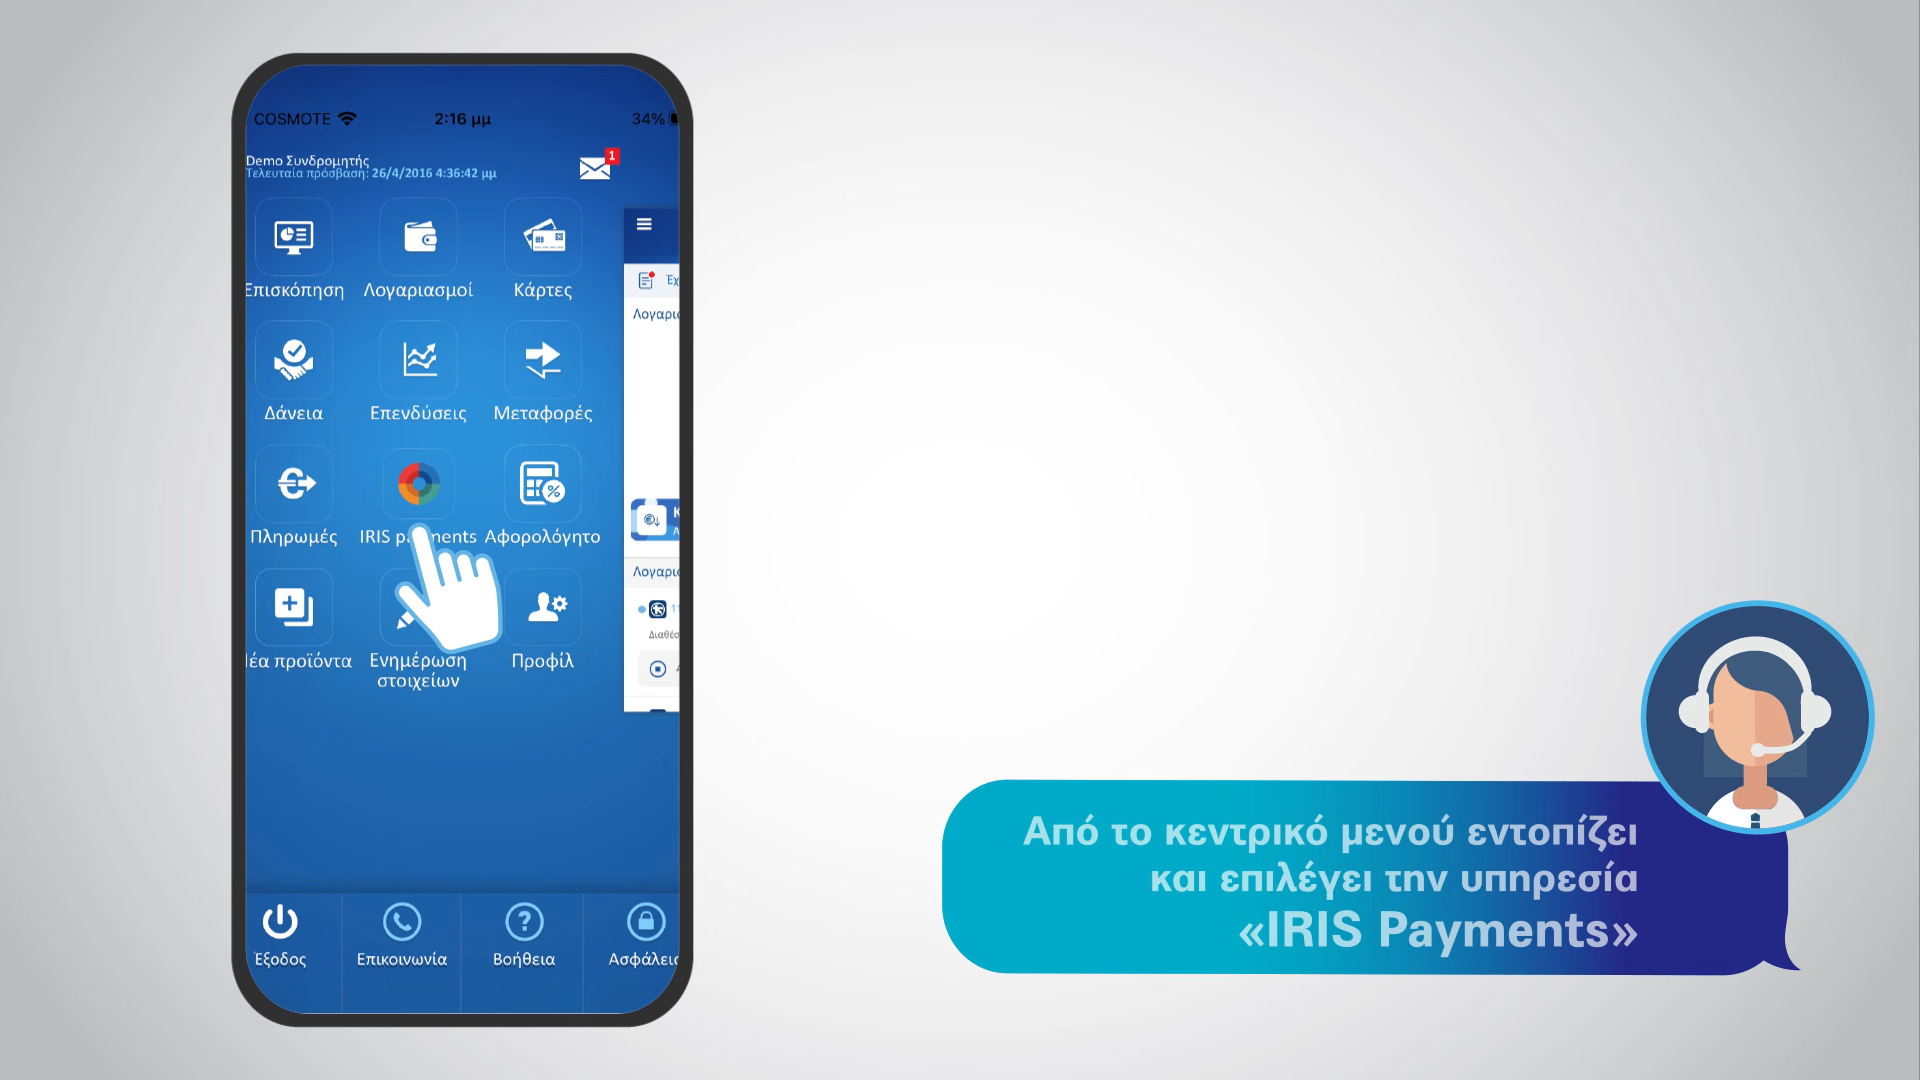 COSMOTE 2:16 μμ 34%
Demo Συνδρομητής
Τελευταία πρόσβαση: 26/4/2016 4:36:42 μμ
1
Επισκόπηση Λογαριασμοί Κάρτες
Δάνεια Επενδύσεις Μεταφορές
Πληρωμές IRIS Αφορολόγητο
προϊόντα Ενημέρωση Προφίλ
στοιχείων
Έξοδος Επικοινωνία Βοήθεια
Από το κεντρικό μενού εντοπίζει
και επιλέγει την υπηρεσία
«IRIS Payments»